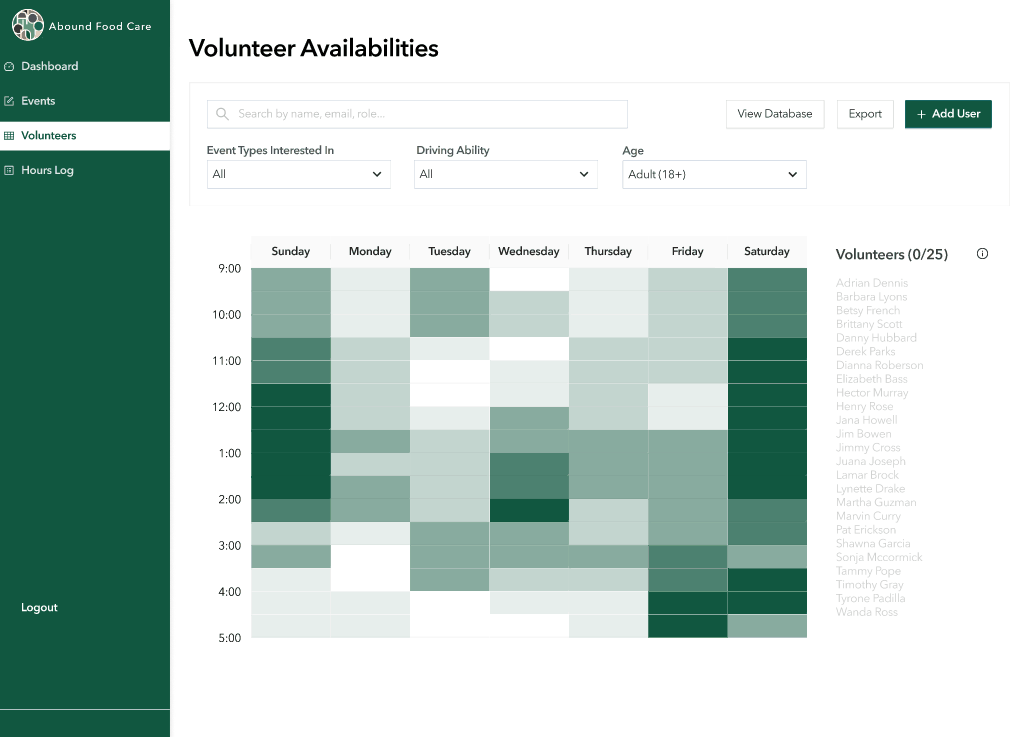 Abound Food Care
Dashboard
Events
Volunteers
Hours Log
Logout
Volunteer Availabilities
Search by name, email, role...
View Database
Export
+ Add User
Event Types Interested In
All
Driving Ability
All
Age
Adult (18+)
Sunday Monday Tuesday Wednesday Thursday Friday Saturday
9:00
10:00
11:00
12:00
1:00
2:00
3:00
4:00
5:00
Volunteers (0/25)
Adrian Dennis
Barbara Lyons
Betsy French
Brittany Scott
Danny Hubbard
Derek Parks
Dianna Roberson
Elizabeth Bass
Hector Murray
Henry Rose
Jana Howell
Jim Bowen
Jimmy Cross
Juana Joseph
Lamar Brock
Lynette Drake
Martha Guzman
Marvin Curry
Pat Erickson
Shawna Garcia
Sonja Mccormick
Tammy Pope
Timothy Gray
Tyrone Padilla
Wanda Ross